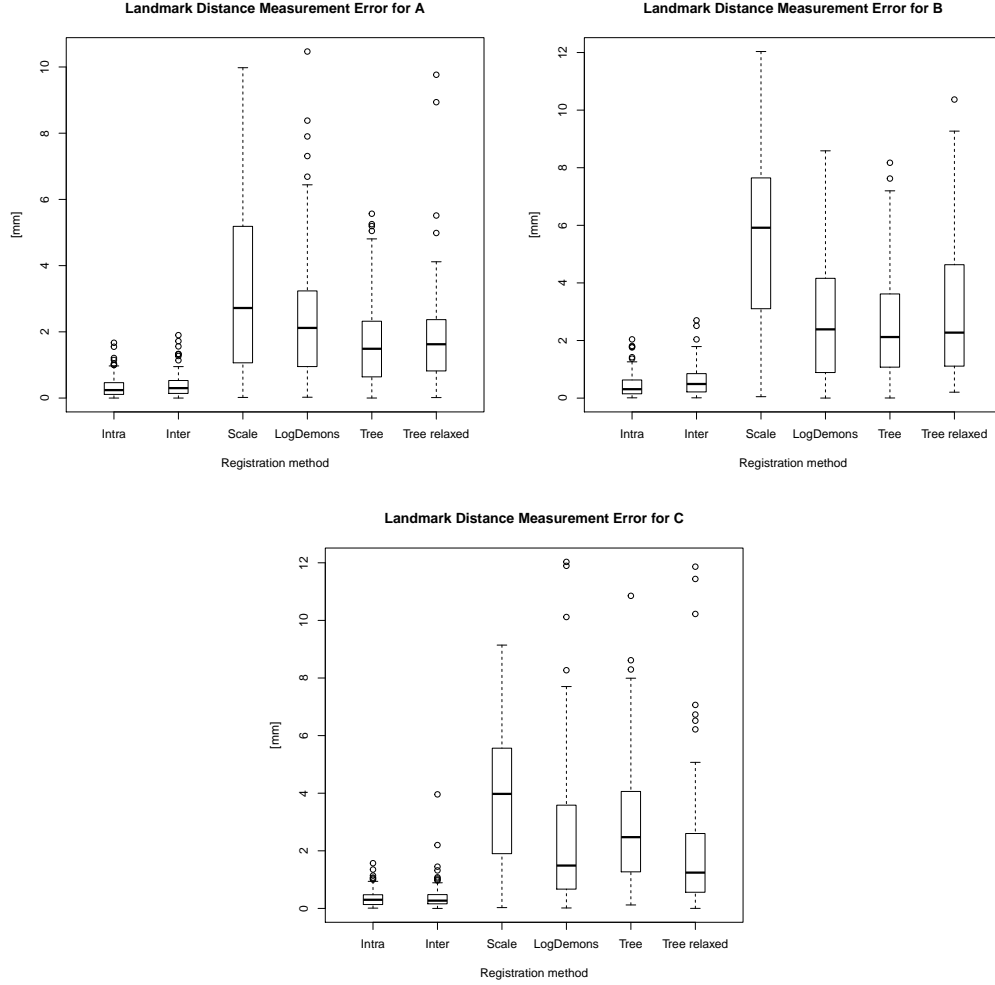 Landmark Distance Measurement Error for A
[mm]
10
8
6
4
2
0
Intra Inter Scale LogDemons Tree Tree relaxed
Registration method
Landmark Distance Measurement Error for B
[mm]
12
10
8
6
4
2
0
Intra Inter Scale LogDemons Tree Tree relaxed
Registration method
Landmark Distance Measurement Error for C
[mm]
12
10
8
6
4
2
0
Intra Inter Scale LogDemons Tree Tree relaxed
Registration method